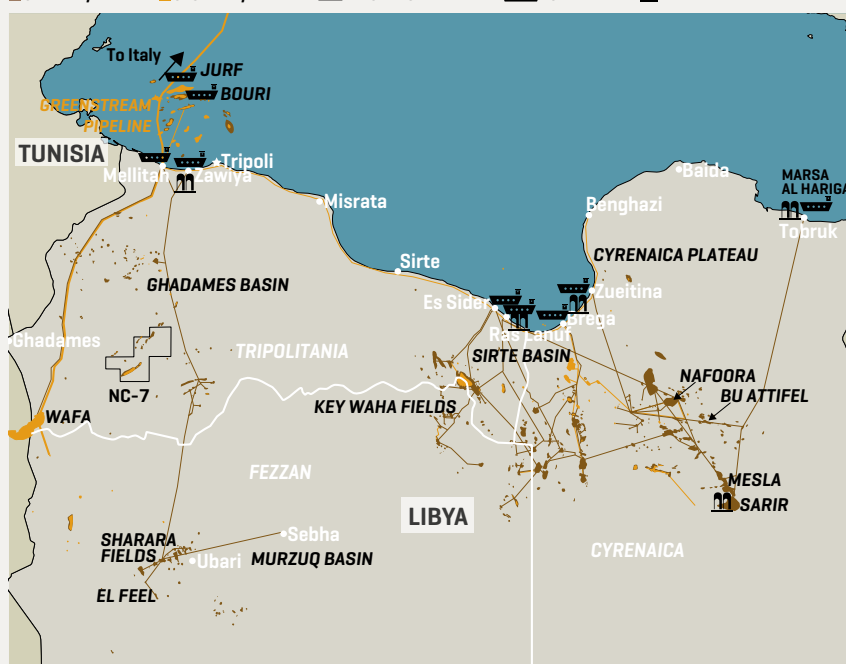 To Italy
JURF
BOURI
GREENSTREAM
PIPELINE
TUNISIA
Tripoli
Mellitah
Zawiya
Misrata
Baida
MARSA
AL HARIGA
Benghazi
Tobruk
CYRENAICA PLATEAU
Sirte
GHADAMES BASIN
Es Sider
Zueitina
Ras Lanuf
Brega
Ghadames
TRIPOLITANIA
SIRTE BASIN
NC-7
NAFOORA
BU ATTIFEL
KEY WAHA FIELDS
WAFA
FEZZAN
MESLA
SARIR
LIBYA
SHARARA
FIELDS
Sebha
Ubari
MURZUQ BASIN
CYRENAICA
EL FEEL